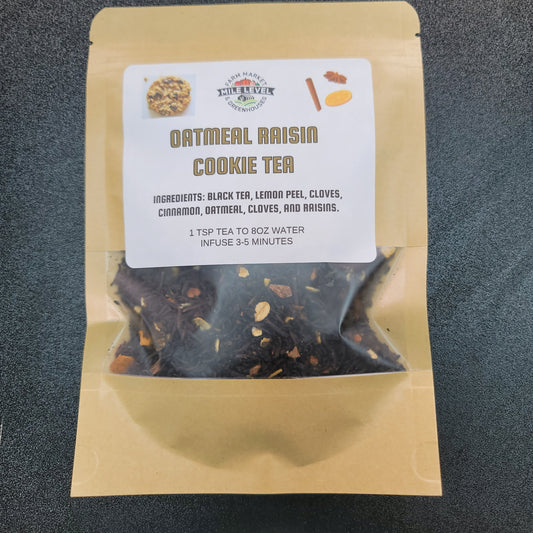 FARM MARKET
MILE LEVEL
& GREENHOUSES
OATMEAL RAISIN
COOKIE TEA
INGREDIENTS: BLACK TEA, LEMON PEEL, CLOVES,
CINNAMON, OATMEAL, CLOVES, AND RAISINS.
1 TSP TEA TO 8OZ WATER
INFUSE 3-5 MINUTES